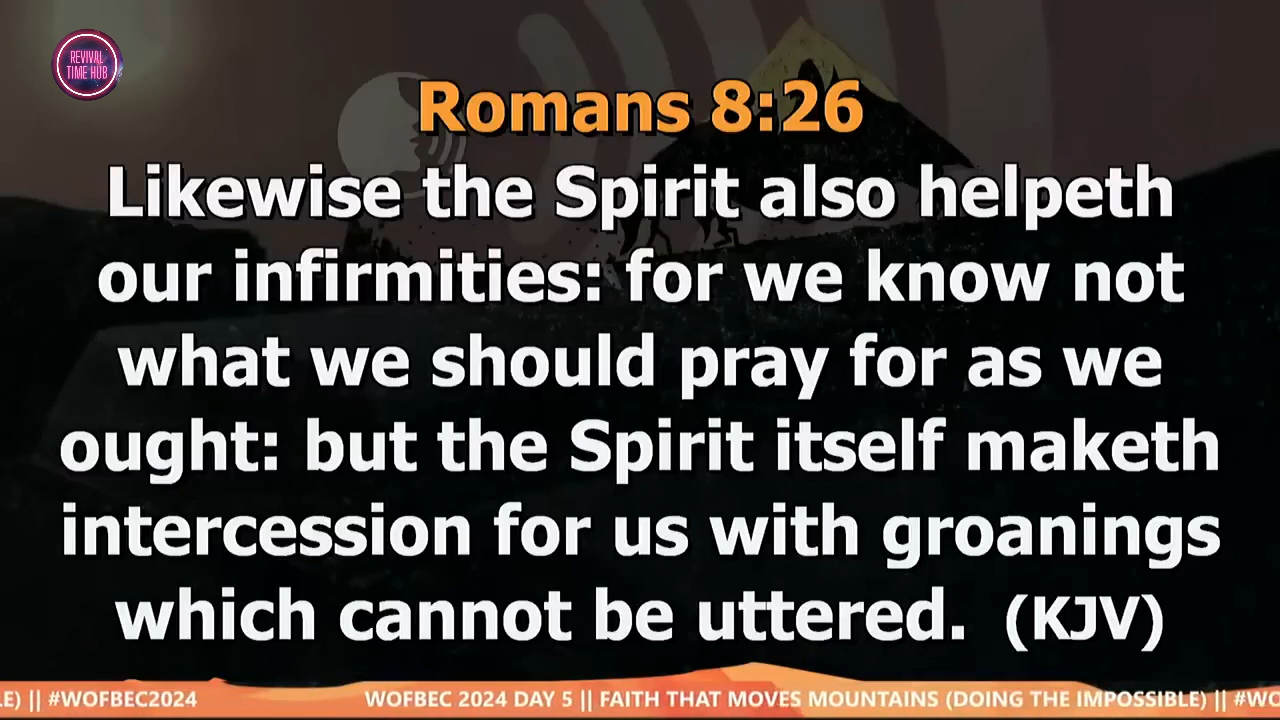 REVIVAL
TIME HUB
Romans 8:26
Likewise the Spirit also helpeth
our infirmities: for we know not
what we should pray for as we
ought: but the Spirit itself maketh
intercession for us with groanings
which cannot be uttered. (KJV)
LE) || #WOFBEC2024 WOFBEC 2024 DAY 5 || FAITH THAT MOVES MOUNTAINS (DOING THE IMPOSSIBLE) || #WO